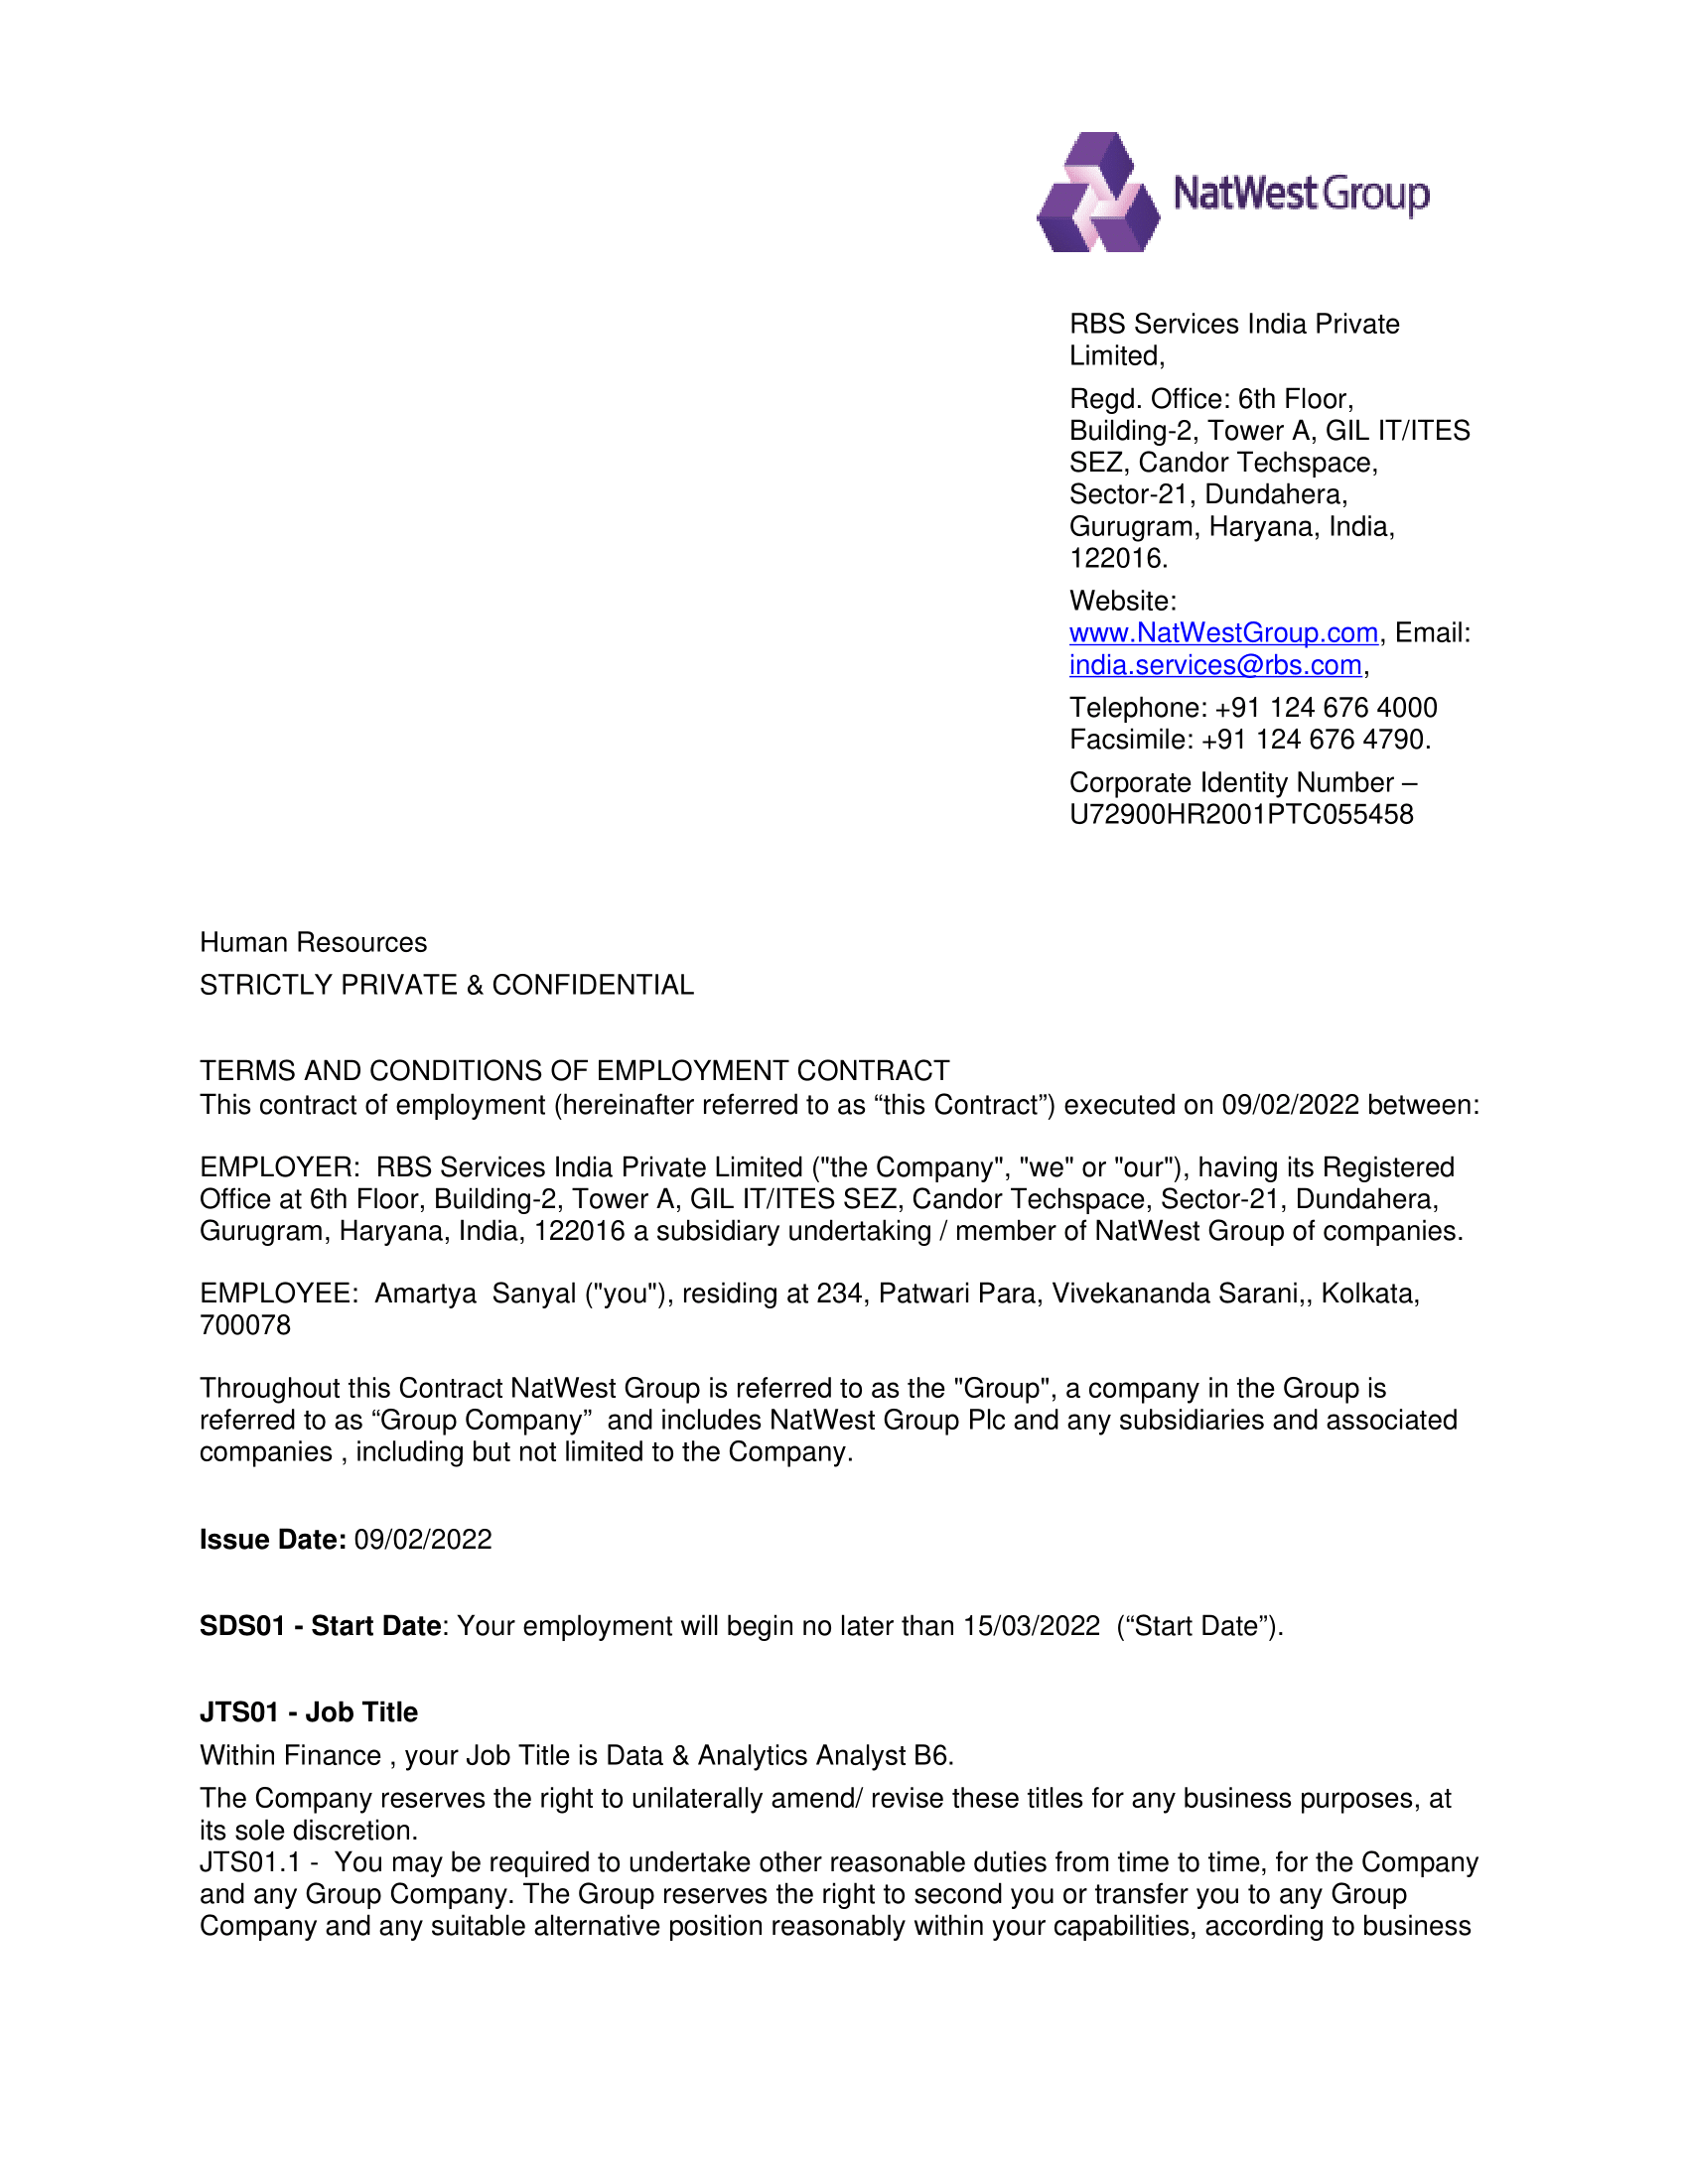 NatWest Group
RBS Services India Private
Limited,
Regd. Office: 6th Floor,
Building-2, Tower A, GIL IT/ITES
SEZ, Candor Techspace,
Sector-21, Dundahera,
Gurugram, Haryana, India,
122016.
Website:
www.NatWestGroup.com, Email:
india.services@rbs.com,
Telephone: +91 124 676 4000
Facsimile: +91 124 676 4790.
Corporate Identity Number –
U72900HR2001PTC055458
Human Resources
STRICTLY PRIVATE & CONFIDENTIAL
TERMS AND CONDITIONS OF EMPLOYMENT CONTRACT
This contract of employment (hereinafter referred to as “this Contract”) executed on 09/02/2022 between:
EMPLOYER:  RBS Services India Private Limited ("the Company", "we" or "our"), having its Registered
Office at 6th Floor, Building-2, Tower A, GIL IT/ITES SEZ, Candor Techspace, Sector-21, Dundahera,
Gurugram, Haryana, India, 122016 a subsidiary undertaking / member of NatWest Group of companies.
EMPLOYEE:  Amartya  Sanyal ("you"), residing at 234, Patwari Para, Vivekananda Sarani,, Kolkata,
700078
Throughout this Contract NatWest Group is referred to as the "Group", a company in the Group is
referred to as “Group Company”  and includes NatWest Group Plc and any subsidiaries and associated
companies , including but not limited to the Company.
Issue Date: 09/02/2022
SDS01 - Start Date: Your employment will begin no later than 15/03/2022  (“Start Date”).
JTS01 - Job Title
Within Finance , your Job Title is Data & Analytics Analyst B6.
The Company reserves the right to unilaterally amend/ revise these titles for any business purposes, at
its sole discretion.
JTS01.1 -  You may be required to undertake other reasonable duties from time to time, for the Company
and any Group Company. The Group reserves the right to second you or transfer you to any Group
Company and any suitable alternative position reasonably within your capabilities, according to business